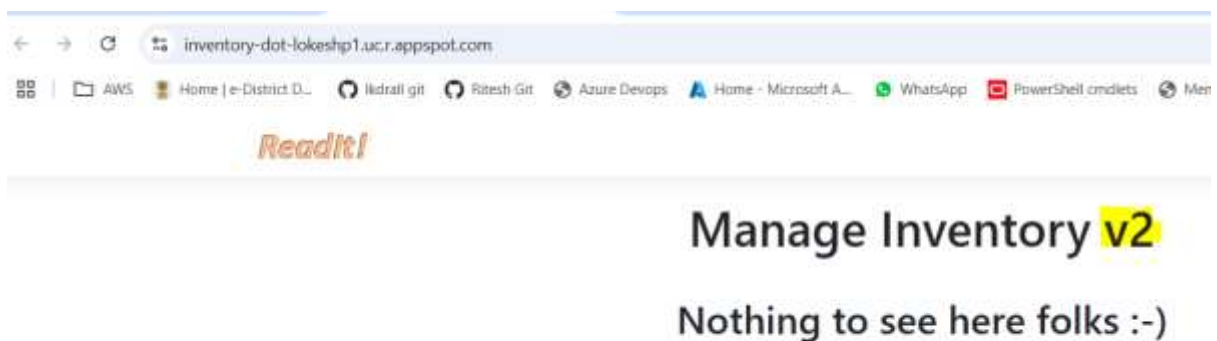 inventory-dot-lokeshp1.uc.r.appspot.com
AWS Home | e-District D... lkdrall git Ritesh Git Azure Devops Home - Microsoft A... WhatsApp PowerShell cmdlets Mer
ReadIt!
Manage Inventory v2
Nothing to see here folks :-)